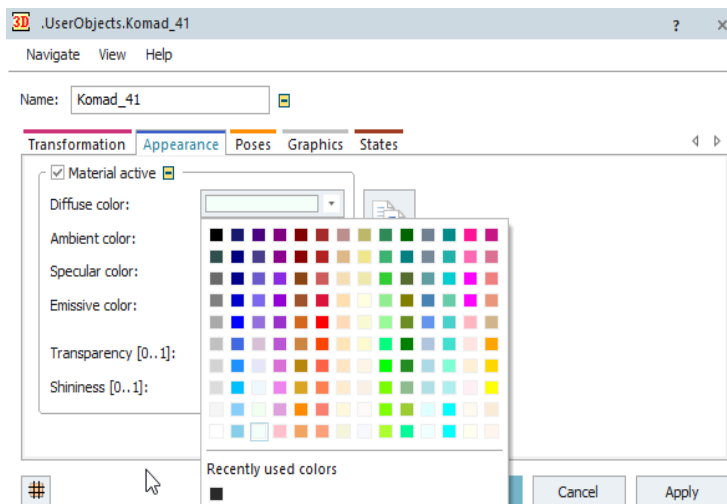 3D .UserObjects.Komad_41 ? ×
Navigate View Help
Name: Komad_41
Transformation Appearance Poses Graphics States
Material active
Diffuse color:
Ambient color:
Specular color:
Emissive color:
Transparency [0..1]:
Shininess [0..1]:
Recently used colors
Cancel Apply